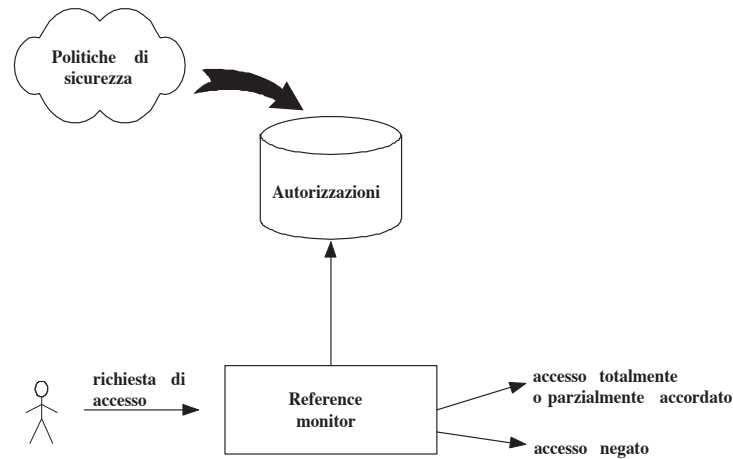 Politiche di
sicurezza
Autorizzazioni
richiesta di
accesso
Reference
monitor
accesso totalmente
o parzialmente accordato
accesso negato